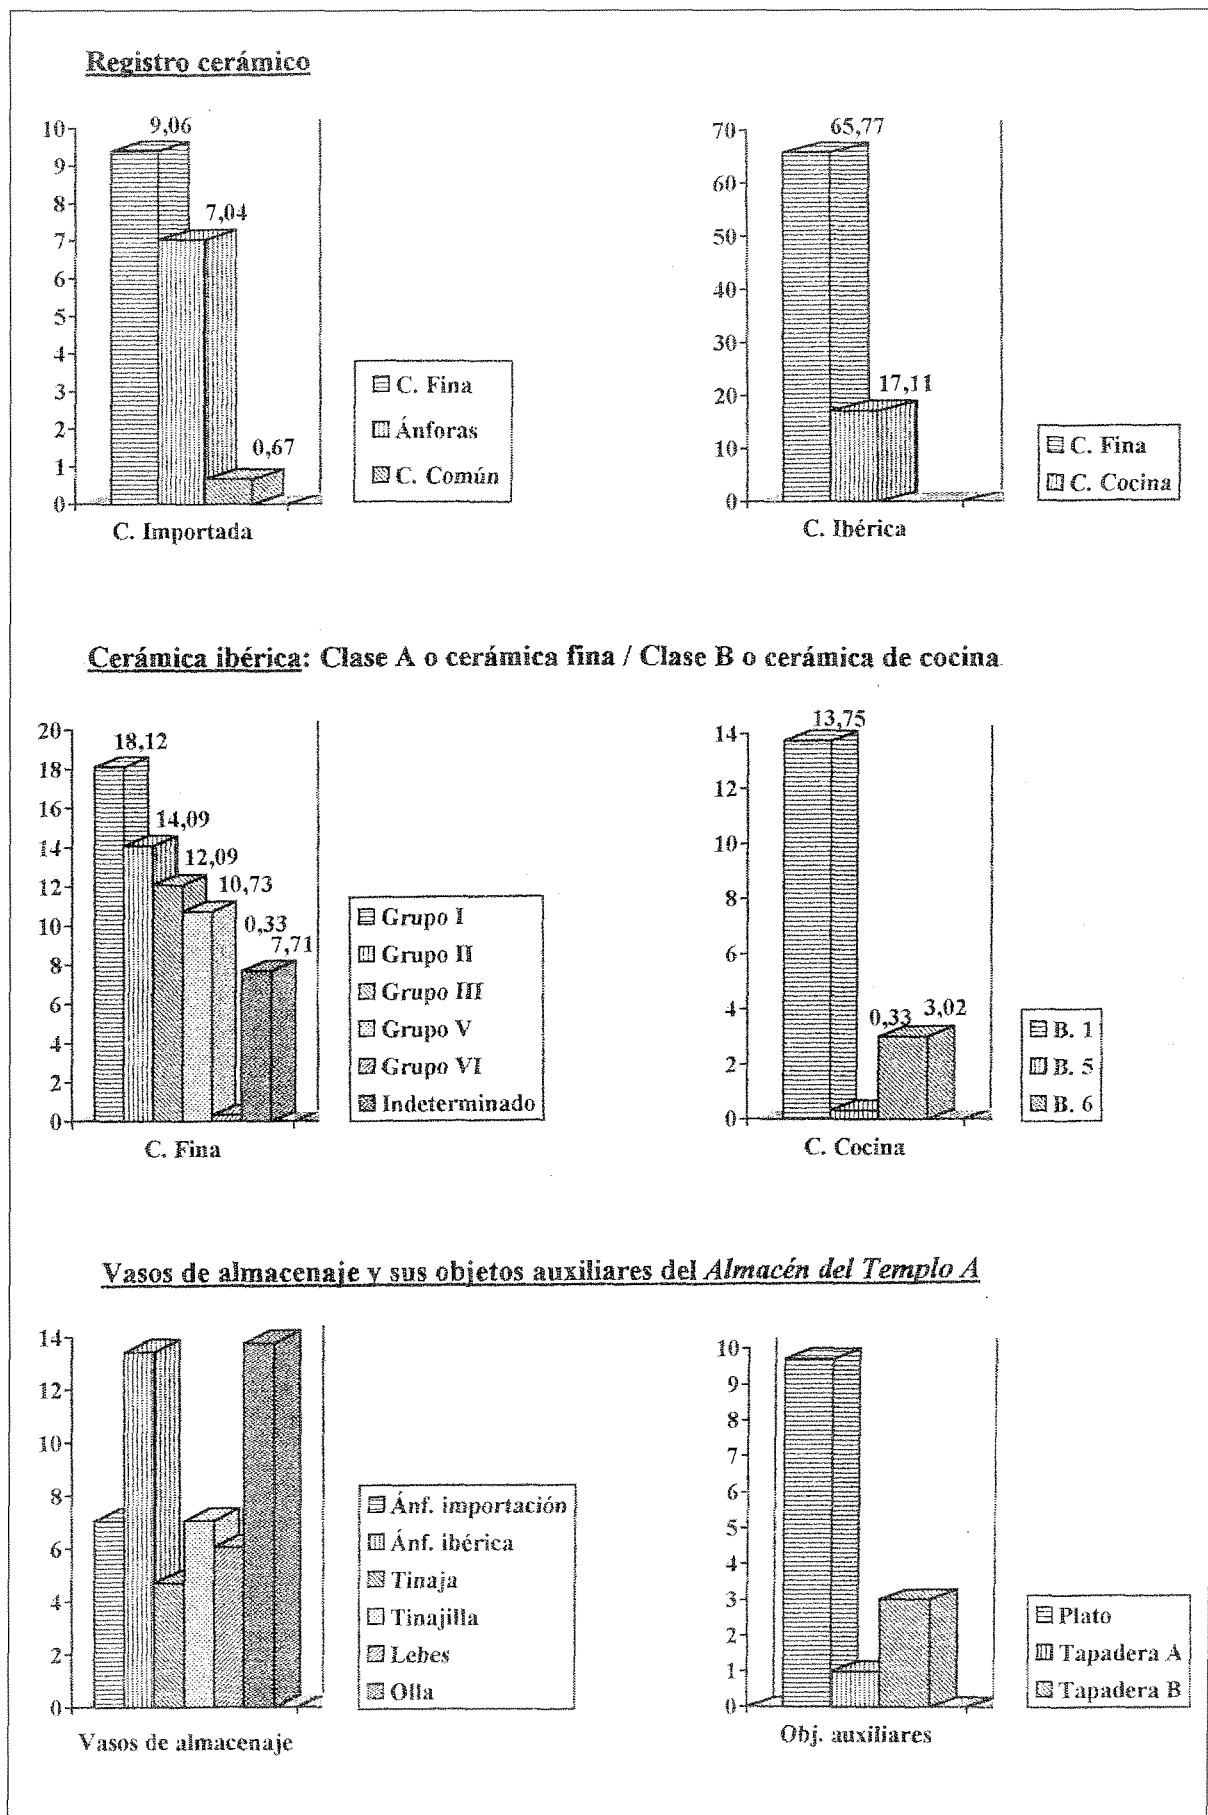 Registro cerámico
9,06
10
9
8
7,04
7
6
5
4
3
2
1
0,67
0
C. Importada
C. Fina
Ánforas
C. Común
65,77
70
60
50
40
30
20
17,11
10
0
C. Ibérica
C. Fina
C. Cocina
Cerámica ibérica: Clase A o cerámica fina / Clase B o cerámica de cocina
20
18,12
18
16
14,09
14
12,09
12
10,73
10
0,33
7,71
8
6
4
2
0
C. Fina
Grupo I
Grupo II
Grupo III
Grupo V
Grupo VI
Indeterminado
13,75
14
12
10
8
6
4
0,33
3,02
2
0
C. Cocina
B. 1
B. 5
B. 6
Vasos de almacenaje y sus objetos auxiliares del Almacén del Templo A
14
12
10
8
6
4
2
0
Vasos de almacenaje
Ánf. importación
Ánf. ibérica
Tinaja
Tinajilla
Lebes
Olla
10
9
8
7
6
5
4
3
2
1
0
Obj. auxiliares
Plato
Tapadera A
Tapadera B